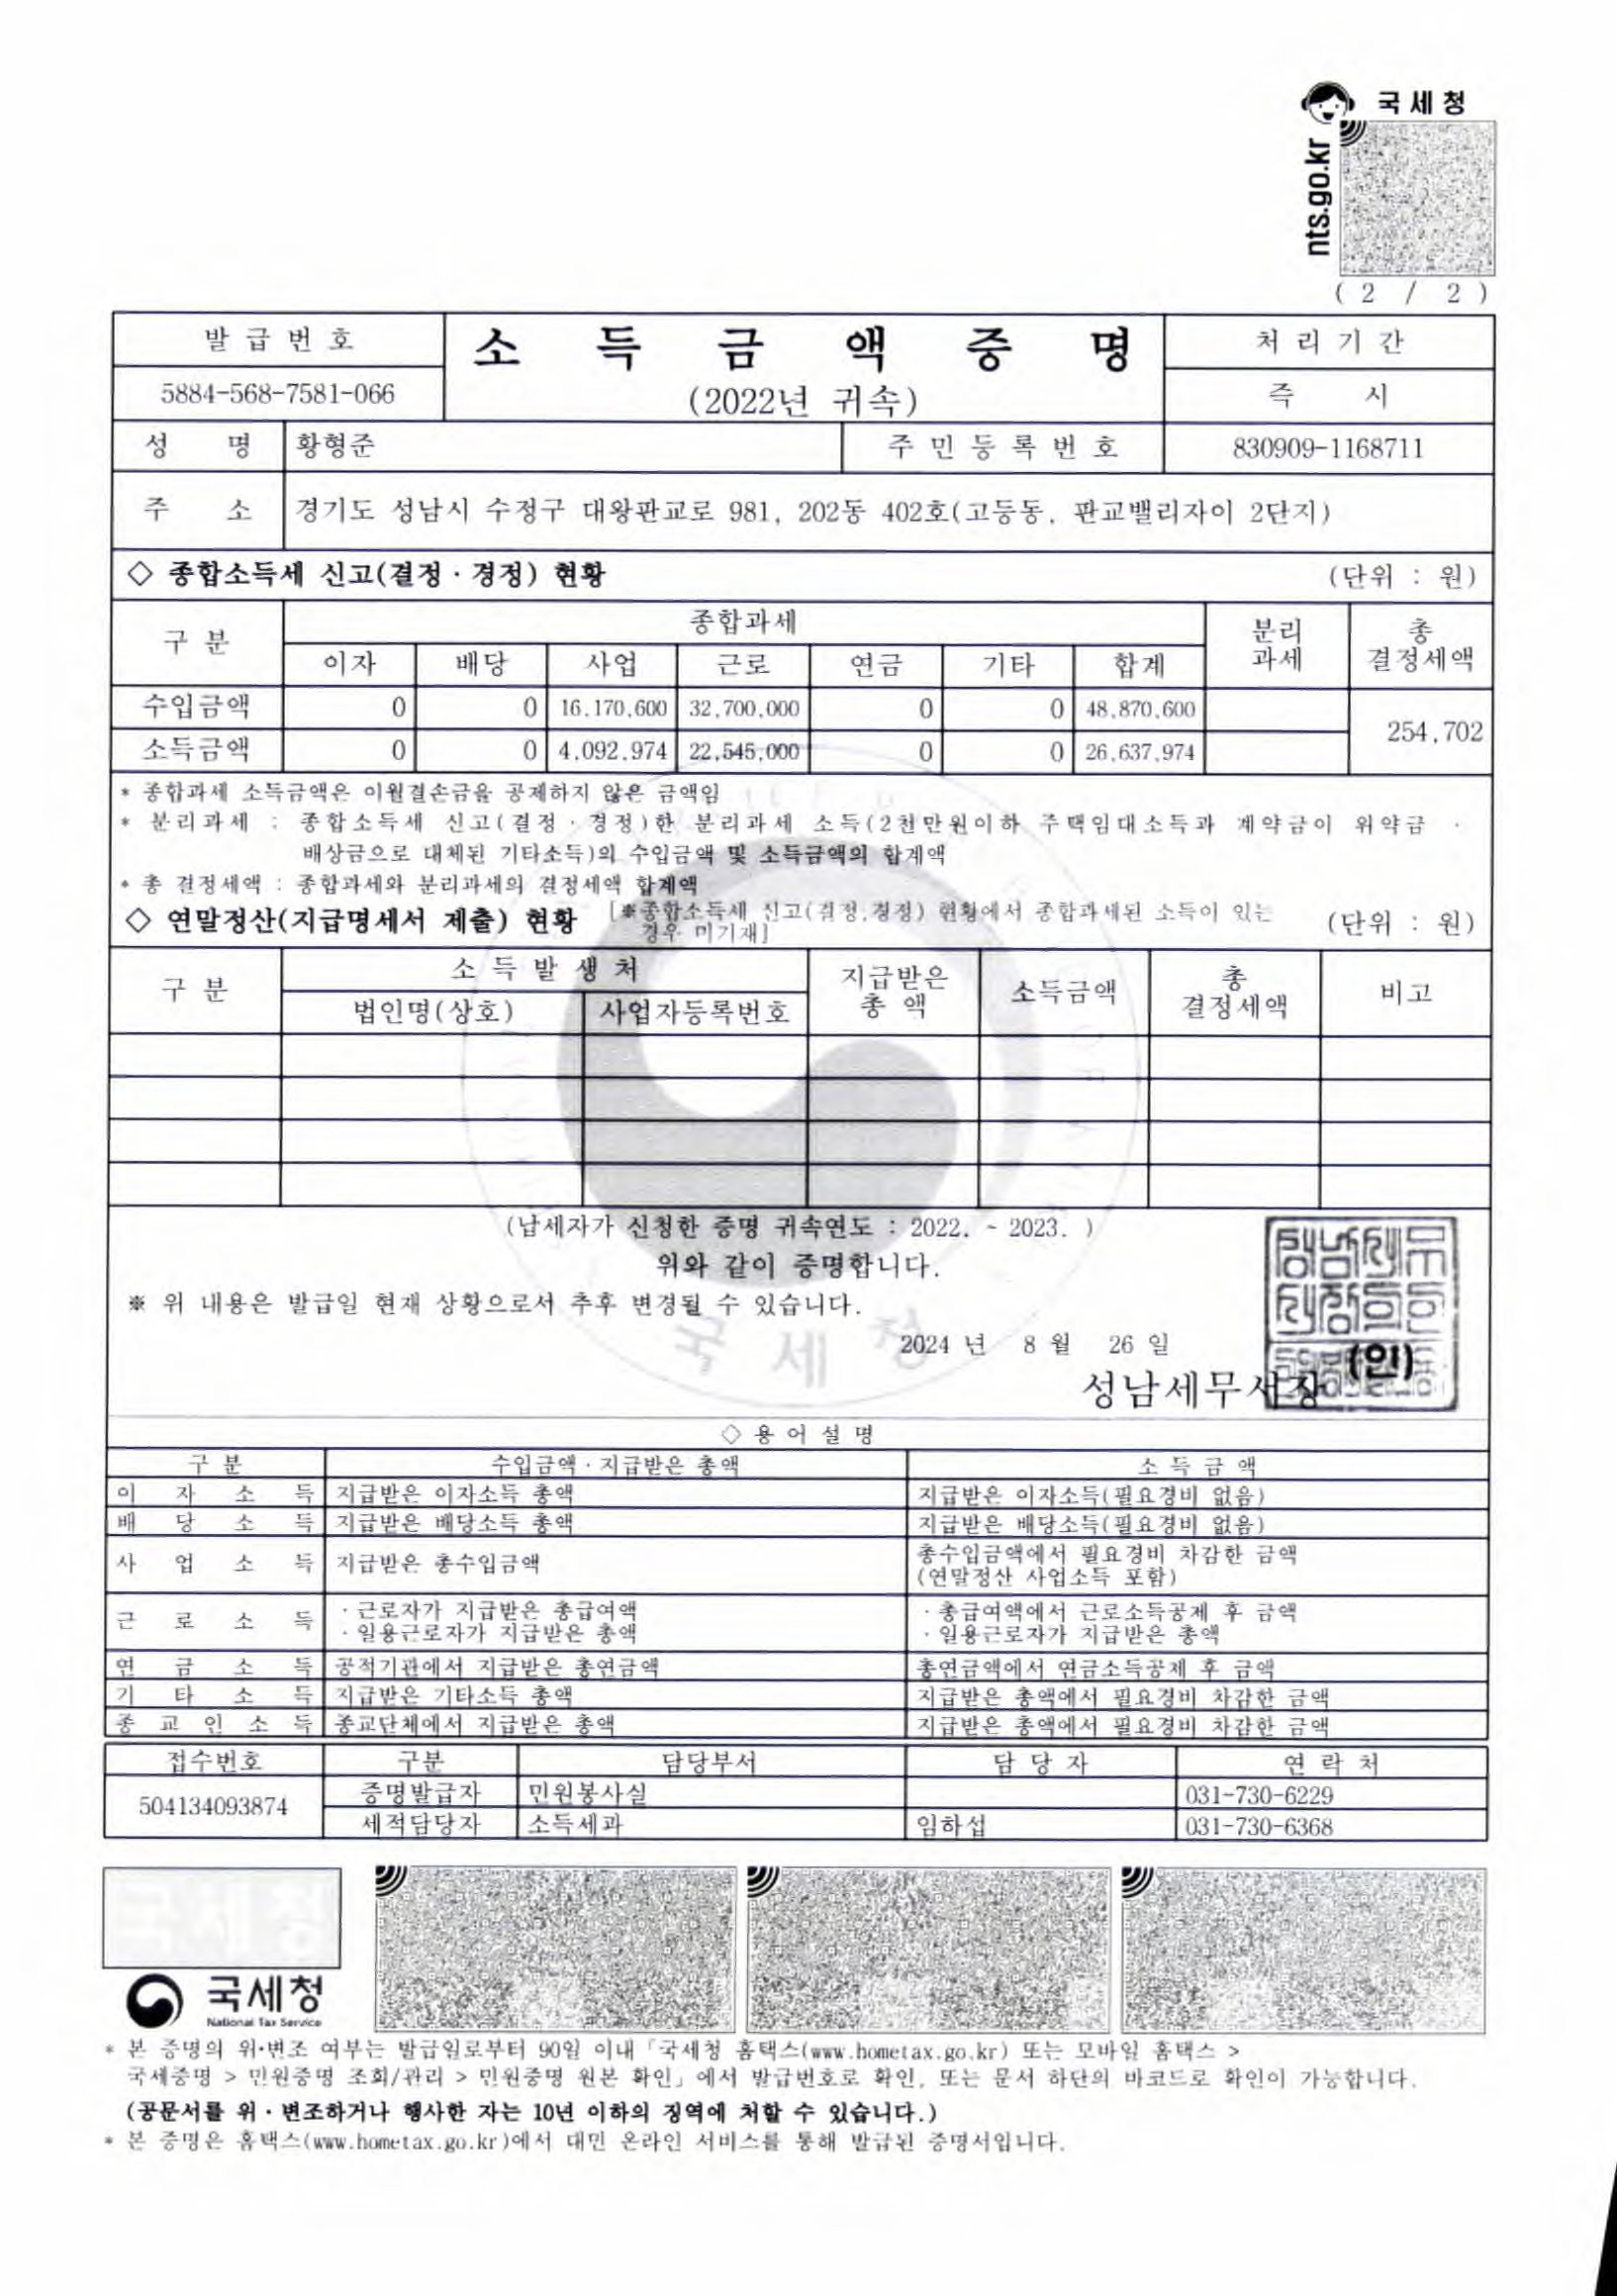 국세청
nts.go.kr
( 2 / 2 )
발 급 번 호
소 득 금 액 증 명
처 리 기 간
5884-568-7581-066
(2022년 귀속)
즉 시
성 명 황형준 주 민 등 록 번 호 830909-1168711
주 소 경기도 성남시 수정구 대왕판교로 981, 202동 402호(고등동, 판교밸리자이 2단지)
◇ 종합소득세 신고(결정 · 경정) 현황 (단위 : 원)
구 분 종합과세 분리과세 총결정세액
이자 배당 사업 근로 연금 기타 합계
수입금액 0 0 16,170,600 32,700,000 0 0 48,870,600
254,702
소득금액 0 0 4,092,974 22,545,000 0 0 26,637,974
* 종합과세 소득금액은 이월결손금을 공제하지 않은 금액임
* 분리과세 : 종합소득세 신고(결정 · 경정)한 분리과세 소득(2천만원이하 주택임대소득과 계약금이 위약금 ·
배상금으로 대체된 기타소득)의 수입금액 및 소득금액의 합계액
* 총 결정세액 : 종합과세와 분리과세의 결정세액 합계액
◇ 연말정산(지급명세서 제출) 현황 [※종합소득세 신고(결정,경정) 현황에서 종합과세된 소득이 있는 (단위 : 원)
경우 미기재]
구 분 소 득 발 생 처 지급받은 총 액 소득금액 총결정세액 비고
법인명(상호) 사업자등록번호
(납세자가 신청한 증명 귀속연도 : 2022. ~ 2023. )
위와 같이 증명합니다.
※ 위 내용은 발급일 현재 상황으로서 추후 변경될 수 있습니다.
국세청
2024 년 8 월 26 일
성남세무서장 (인)
◇ 용 어 설 명
구 분 수입금액 · 지급받은 총액 소 득 금 액
이 자 소 득 지급받은 이자소득 총액 지급받은 이자소득(필요경비 없음)
배 당 소 득 지급받은 배당소득 총액 지급받은 배당소득(필요경비 없음)
사 업 소 득 지급받은 총수입금액 총수입금액에서 필요경비 차감한 금액
(연말정산 사업소득 포함)
근 로 소 득 · 근로자가 지급받은 총급여액 · 총급여액에서 근로소득공제 후 금액
· 일용근로자가 지급받은 총액 · 일용근로자가 지급받은 총액
연 금 소 득 공적기관에서 지급받은 총연금액 총연금액에서 연금소득공제 후 금액
기 타 소 득 지급받은 기타소득 총액 지급받은 총액에서 필요경비 차감한 금액
종 교 인 소 득 종교단체에서 지급받은 총액 지급받은 총액에서 필요경비 차감한 금액
접수번호 구분 담당부서 담 당 자 연 락 처
504134093874
증명발급자 민원봉사실 031-730-6229
세적담당자 소득세과 임하섭 031-730-6368
국세청
국세청
National Tax Service
* 본 증명의 위·변조 여부는 발급일로부터 90일 이내 「국세청 홈택스(www.hometax.go.kr) 또는 모바일 홈택스 >
국세증명 > 민원증명 조회/관리 > 민원증명 원본 확인」에서 발급번호로 확인, 또는 문서 하단의 바코드로 확인이 가능합니다.
(공문서를 위 · 변조하거나 행사한 자는 10년 이하의 징역에 처할 수 있습니다.)
* 본 증명은 홈택스(www.hometax.go.kr)에서 대민 온라인 서비스를 통해 발급된 증명서입니다.